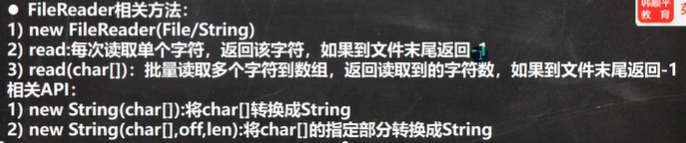 ● FileReader相关方法：
1) new FileReader(File/String)
2) read:每次读取单个字符，返回该字符，如果到文件末尾返回-1
3) read(char[])：批量读取多个字符到数组，返回读取到的字符数，如果到文件末尾返回-1
相关API：
1) new String(char[]):将char[]转换成String
2) new String(char[],off,len):将char[]的指定部分转换成String
韩顺平
教育